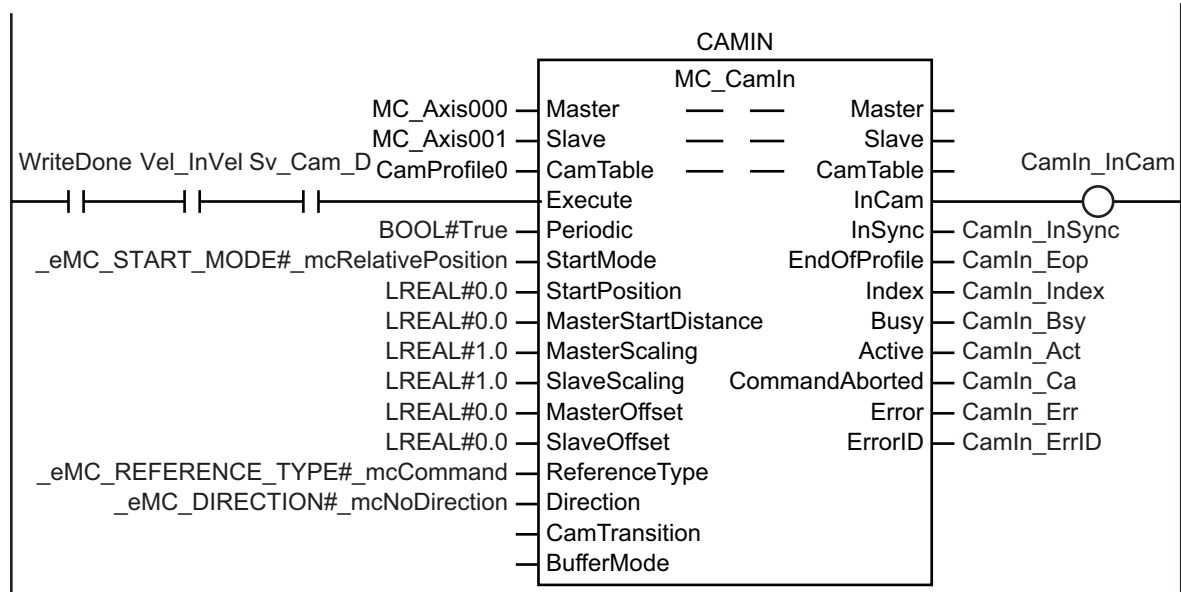 CAMIN
MC_CamIn
MC_Axis000 Master Master
MC_Axis001 Slave Slave
WriteDone Vel_InVel Sv_Cam_D CamProfile0 CamTable CamTable CamIn_InCam
Execute InCam
BOOL#True Periodic InSync CamIn_InSync
_eMC_START_MODE#_mcRelativePosition StartMode EndOfProfile CamIn_Eop
LREAL#0.0 StartPosition Index CamIn_Index
LREAL#0.0 MasterStartDistance Busy CamIn_Bsy
LREAL#1.0 MasterScaling Active CamIn_Act
LREAL#1.0 SlaveScaling CommandAborted CamIn_Ca
LREAL#0.0 MasterOffset Error CamIn_Err
LREAL#0.0 SlaveOffset ErrorID CamIn_ErrID
_eMC_REFERENCE_TYPE#_mcCommand ReferenceType
_eMC_DIRECTION#_mcNoDirection Direction
CamTransition
BufferMode